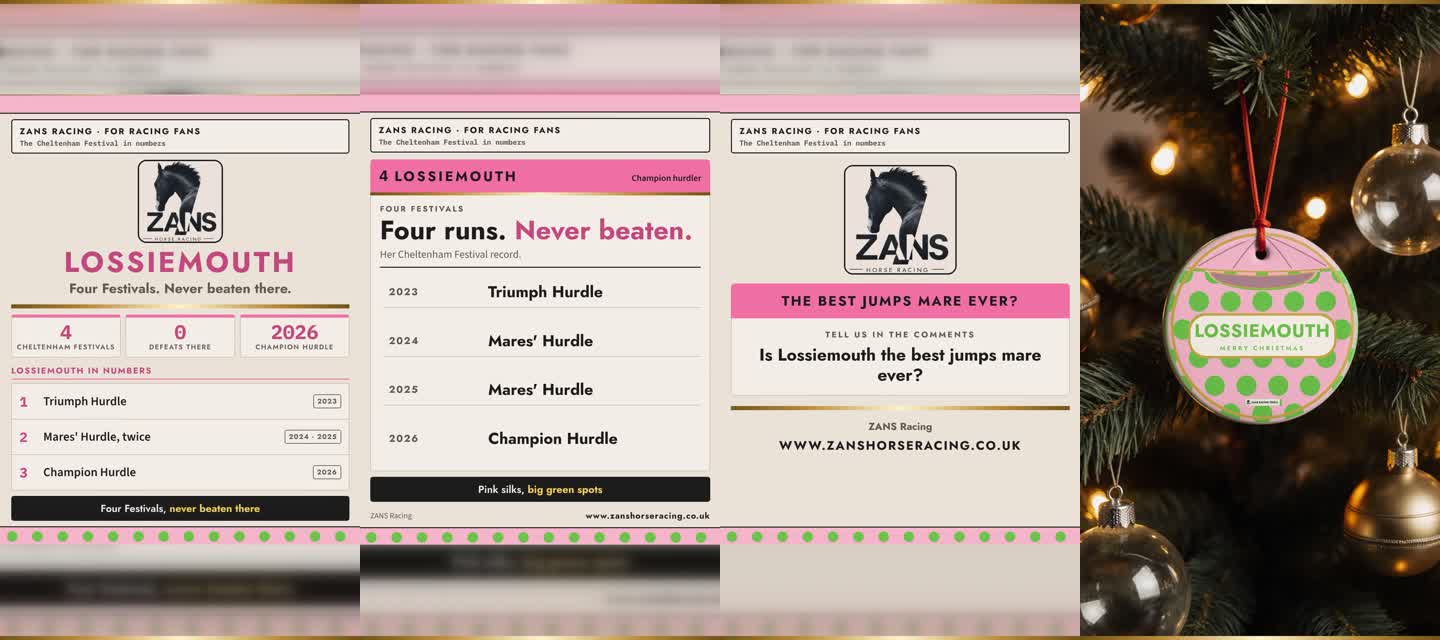 ZANS RACING · FOR RACING FANS
The Cheltenham Festival in numbers
ZANS
HORSE RACING
LOSSIEMOUTH
Four Festivals. Never beaten there.
4
CHELTENHAM FESTIVALS
0
DEFEATS THERE
2026
CHAMPION HURDLE
LOSSIEMOUTH IN NUMBERS
1 Triumph Hurdle 2023
2 Mares' Hurdle, twice 2024 · 2025
3 Champion Hurdle 2026
Four Festivals, never beaten there
ZANS RACING · FOR RACING FANS
The Cheltenham Festival in numbers
4 LOSSIEMOUTH Champion hurdler
FOUR FESTIVALS
Four runs. Never beaten.
Her Cheltenham Festival record.
2023 Triumph Hurdle
2024 Mares' Hurdle
2025 Mares' Hurdle
2026 Champion Hurdle
Pink silks, big green spots
ZANS Racing www.zanshorseracing.co.uk
ZANS RACING · FOR RACING FANS
The Cheltenham Festival in numbers
ZANS
HORSE RACING
THE BEST JUMPS MARE EVER?
TELL US IN THE COMMENTS
Is Lossiemouth the best jumps mare
ever?
ZANS Racing
WWW.ZANSHORSERACING.CO.UK
LOSSIEMOUTH
MERRY CHRISTMAS